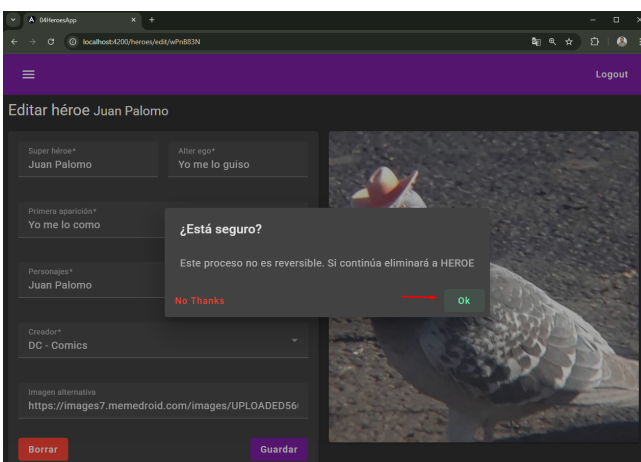 04HeroesApp
localhost:4200/heroes/edit/wPnB83N
Logout
Editar héroe Juan Palomo
Super héroe*
Juan Palomo
Alter ego*
Yo me lo guiso
Primera aparición*
Yo me lo como
¿Está seguro?
Este proceso no es reversible. Si continúa eliminará a HEROE
No Thanks
Ok
Personajes*
Juan Palomo
Creador*
DC - Comics
Imagen alternativa
https://images7.memedroid.com/images/UPLOADED56
Borrar
Guardar